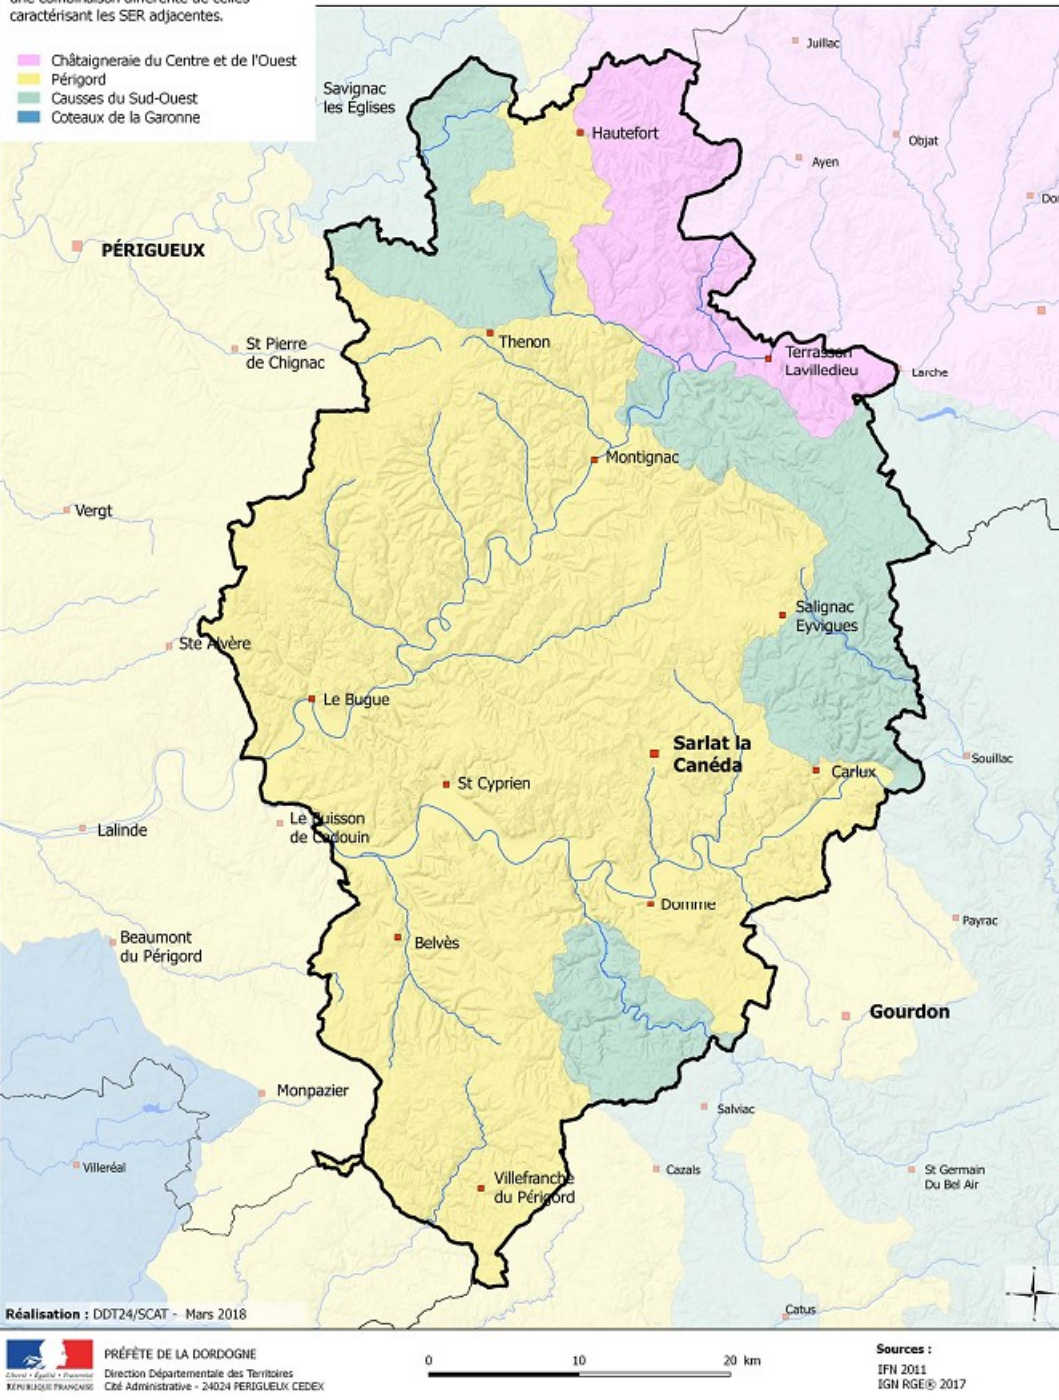 caractérisant les SER adjacentes.
Châtaigneraie du Centre et de l'Ouest
Périgord
Causses du Sud-Ouest
Coteaux de la Garonne
Savignac
les Églises
Juillac
Hautefort
Objat
Ayen
PÉRIGUEUX
St Pierre
de Chignac
Thenon
Terrasson
Lavilledieu
Larche
Montignac
Vergt
Salignac
Eyvigues
Ste Alvère
Le Bugue
Sarlat la
Canéda
Souillac
Carlux
St Cyprien
Lalinde
Le Buisson
de Cadouin
Domme
Payrac
Beaumont
du Périgord
Belvès
Gourdon
Monpazier
Salviac
Villeréal
Cazals
St Germain
Du Bel Air
Villefranche
du Périgord
Catus
Réalisation : DDT24/SCAT - Mars 2018
PRÉFÈTE DE LA DORDOGNE
Direction Départementale des Territoires
Cité Administrative - 24024 PERIGUEUX CEDEX
Liberté • Égalité • Fraternité
RÉPUBLIQUE FRANÇAISE
0 10 20 km
Sources :
IFN 2011
IGN RGE® 2017